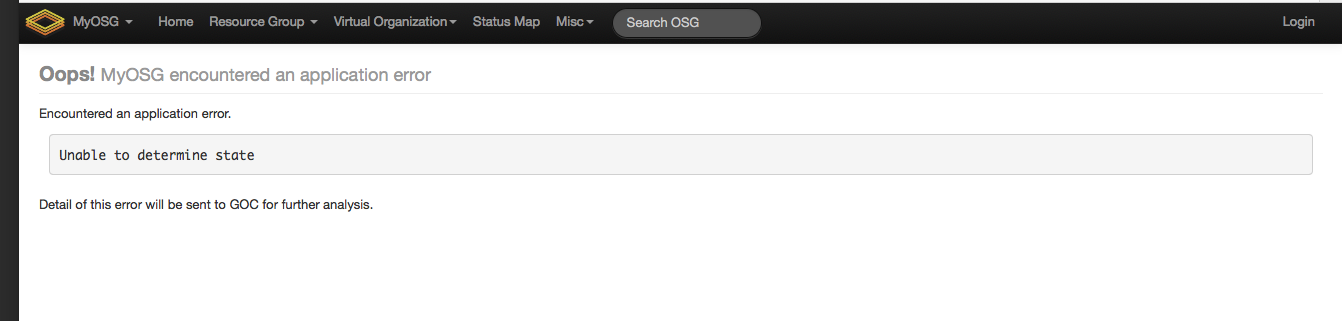 MyOSG Home Resource Group Virtual Organization Status Map Misc Search OSG Login
Oops! MyOSG encountered an application error
Encountered an application error.
Unable to determine state
Detail of this error will be sent to GOC for further analysis.